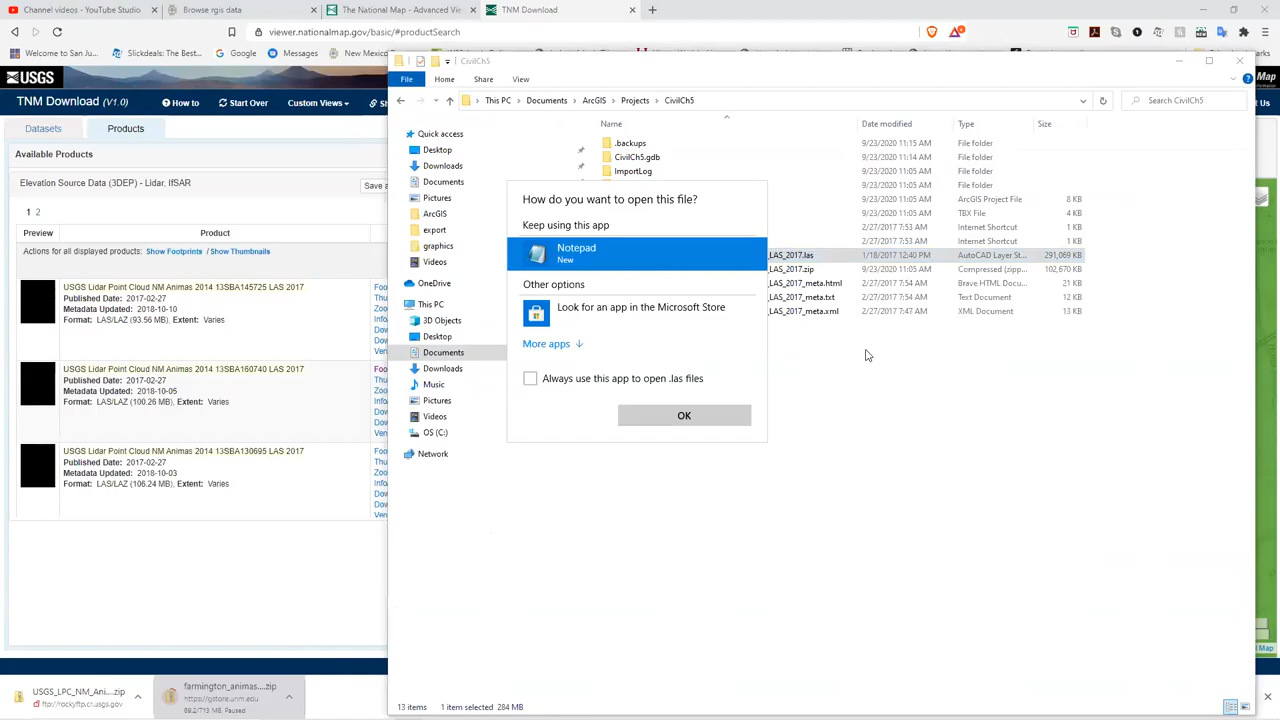 Channel videos - YouTube Studio
Browse rgis data
The National Map - Advanced View
TNM Download
viewer.nationalmap.gov/basic/#productSearch
Welcome to San Ju
Slickdeals: The Best
Google
Messages
New Mexico
USGS
TNM Download (V1.0)
How to
Start Over
Custom Views
Datasets
Products
Available Products
Elevation Source Data (3DEP) - Lidar, IfSAR
Save a
1 2
Preview
Product
Actions for all displayed products: Show Footprints / Show Thumbnails
USGS Lidar Point Cloud NM Animas 2014 13SBA145725 LAS 2017
Published Date: 2017-02-27
Metadata Updated: 2018-10-10
Format: LAS/LAZ (93.56 MB), Extent: Varies
USGS Lidar Point Cloud NM Animas 2014 13SBA160740 LAS 2017
Published Date: 2017-02-27
Metadata Updated: 2018-10-05
Format: LAS/LAZ (100.26 MB), Extent: Varies
USGS Lidar Point Cloud NM Animas 2014 13SBA130695 LAS 2017
Published Date: 2017-02-27
Metadata Updated: 2018-10-03
Format: LAS/LAZ (106.24 MB), Extent: Varies
CivilCh5
File
Home
Share
View
This PC
Documents
ArcGIS
Projects
CivilCh5
Search CivilCh5
Quick access
Desktop
Downloads
Documents
Pictures
ArcGIS
export
graphics
Videos
OneDrive
This PC
3D Objects
Desktop
Documents
Downloads
Music
Pictures
Videos
OS (C:)
Network
Name
Date modified
Type
Size
.backups 9/23/2020 11:15 AM File folder
CivilCh5.gdb 9/23/2020 11:14 AM File folder
ImportLog 9/23/2020 11:05 AM File folder
9/23/2020 11:05 AM File folder
9/23/2020 11:05 AM ArcGIS Project File 8 KB
9/23/2020 11:05 AM TBX File 2 KB
2/27/2017 7:53 AM Internet Shortcut 1 KB
2/27/2017 7:53 AM Internet Shortcut 1 KB
_LAS_2017.las 1/18/2017 12:40 PM AutoCAD Layer St... 291,069 KB
_LAS_2017.zip 9/23/2020 11:05 AM Compressed (zipp... 102,670 KB
_LAS_2017_meta.html 2/27/2017 7:54 AM Brave HTML Docu... 21 KB
_LAS_2017_meta.txt 2/27/2017 7:54 AM Text Document 12 KB
_LAS_2017_meta.xml 2/27/2017 7:47 AM XML Document 13 KB
How do you want to open this file?
Keep using this app
Notepad
New
Other options
Look for an app in the Microsoft Store
More apps
Always use this app to open .las files
OK
13 items
1 item selected 284 MB
USGS_LPC_NM_Ani....zip
ftp://rockyftp.cr.usgs.gov
farmington_animas....zip
https://gstore.unm.edu
89.2/713 MB, Paused